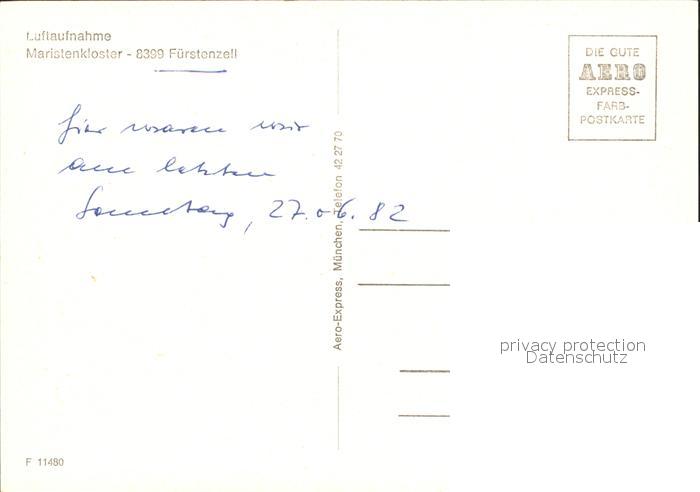 Luftaufnahme
Maristenkloster - 8399 Fürstenzell
DIE GUTE
AERO
EXPRESS-
FARB-
POSTKARTE
hier waren wir
am letzten
Sonntag, 27.06.82
Aero-Express, München, Telefon 42 27 70
privacy protection
Datenschutz
F 11480